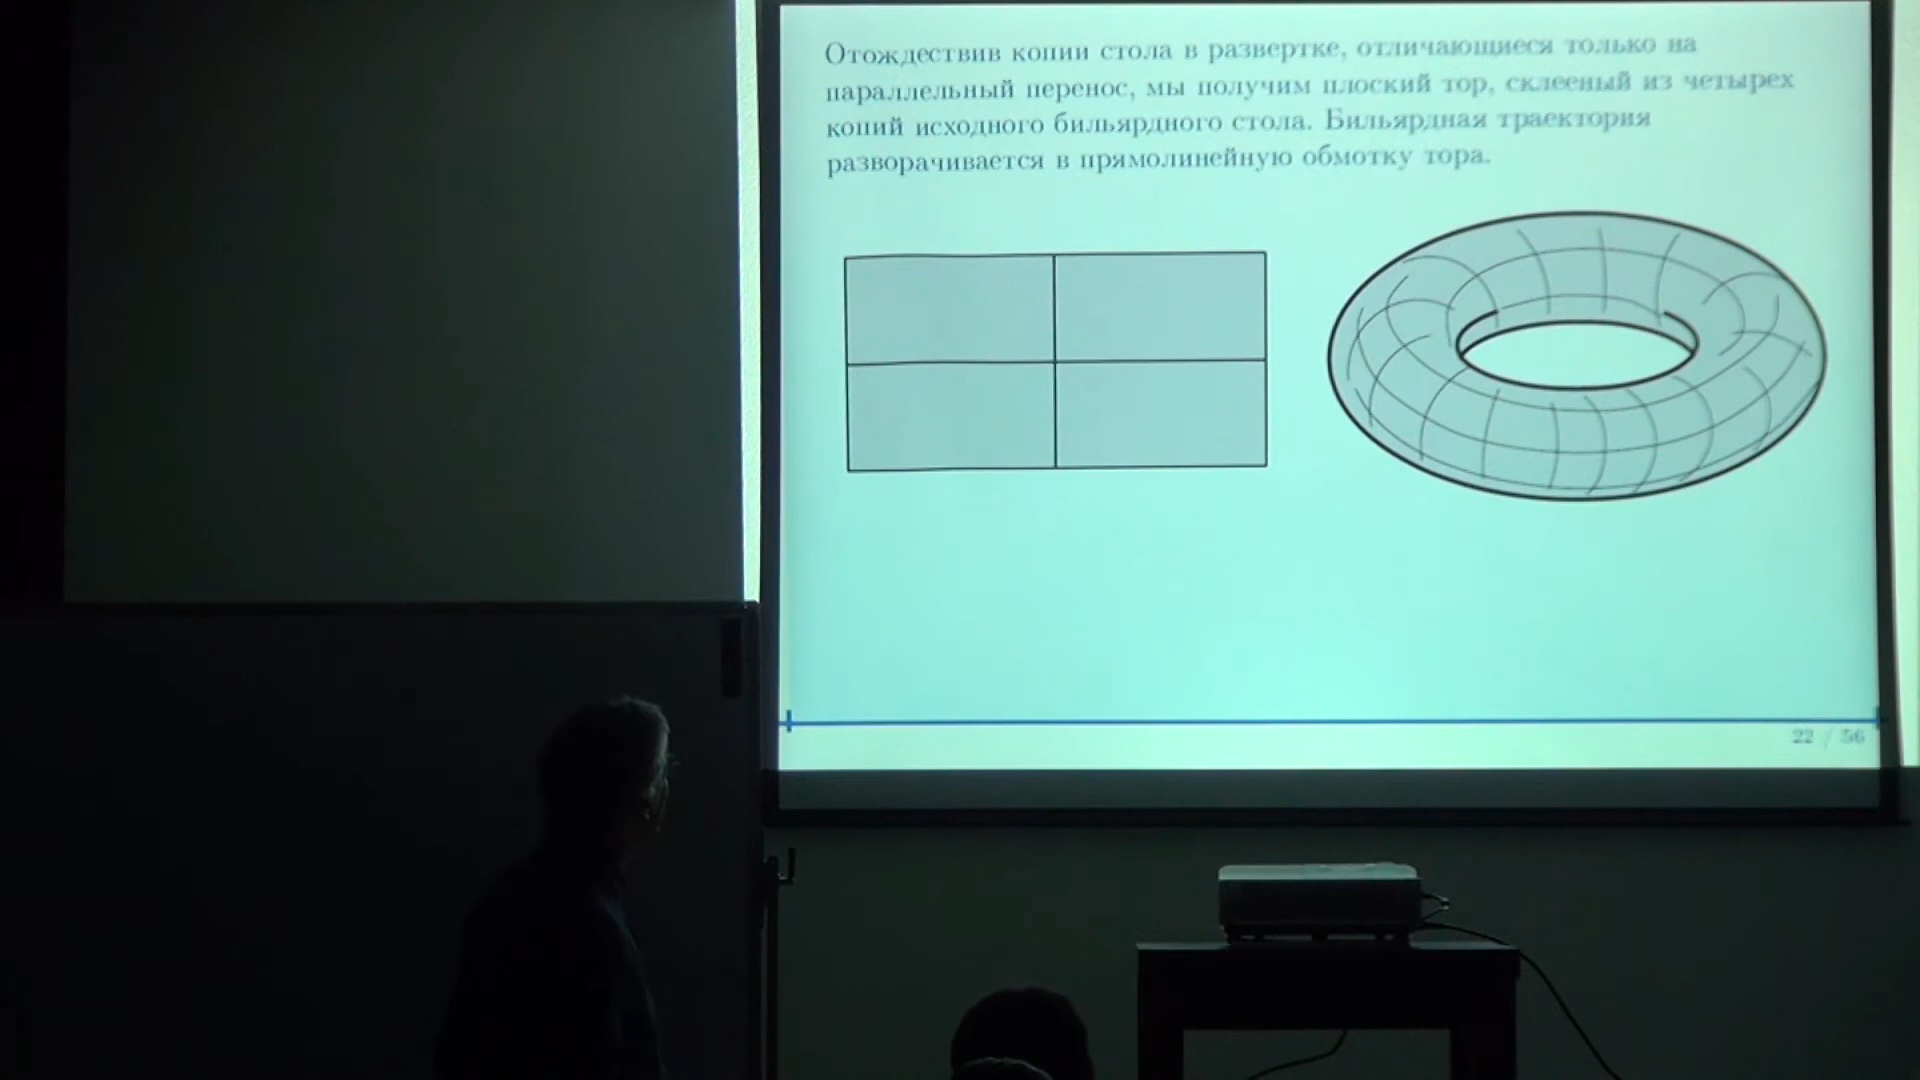 Отождествив копии стола в развертке, отличающиеся только на
параллельный перенос, мы получим плоский тор, склееный из четырех
копий исходного бильярдного стола. Бильярдная траектория
разворачивается в прямолинейную обмотку тора.
22 / 56